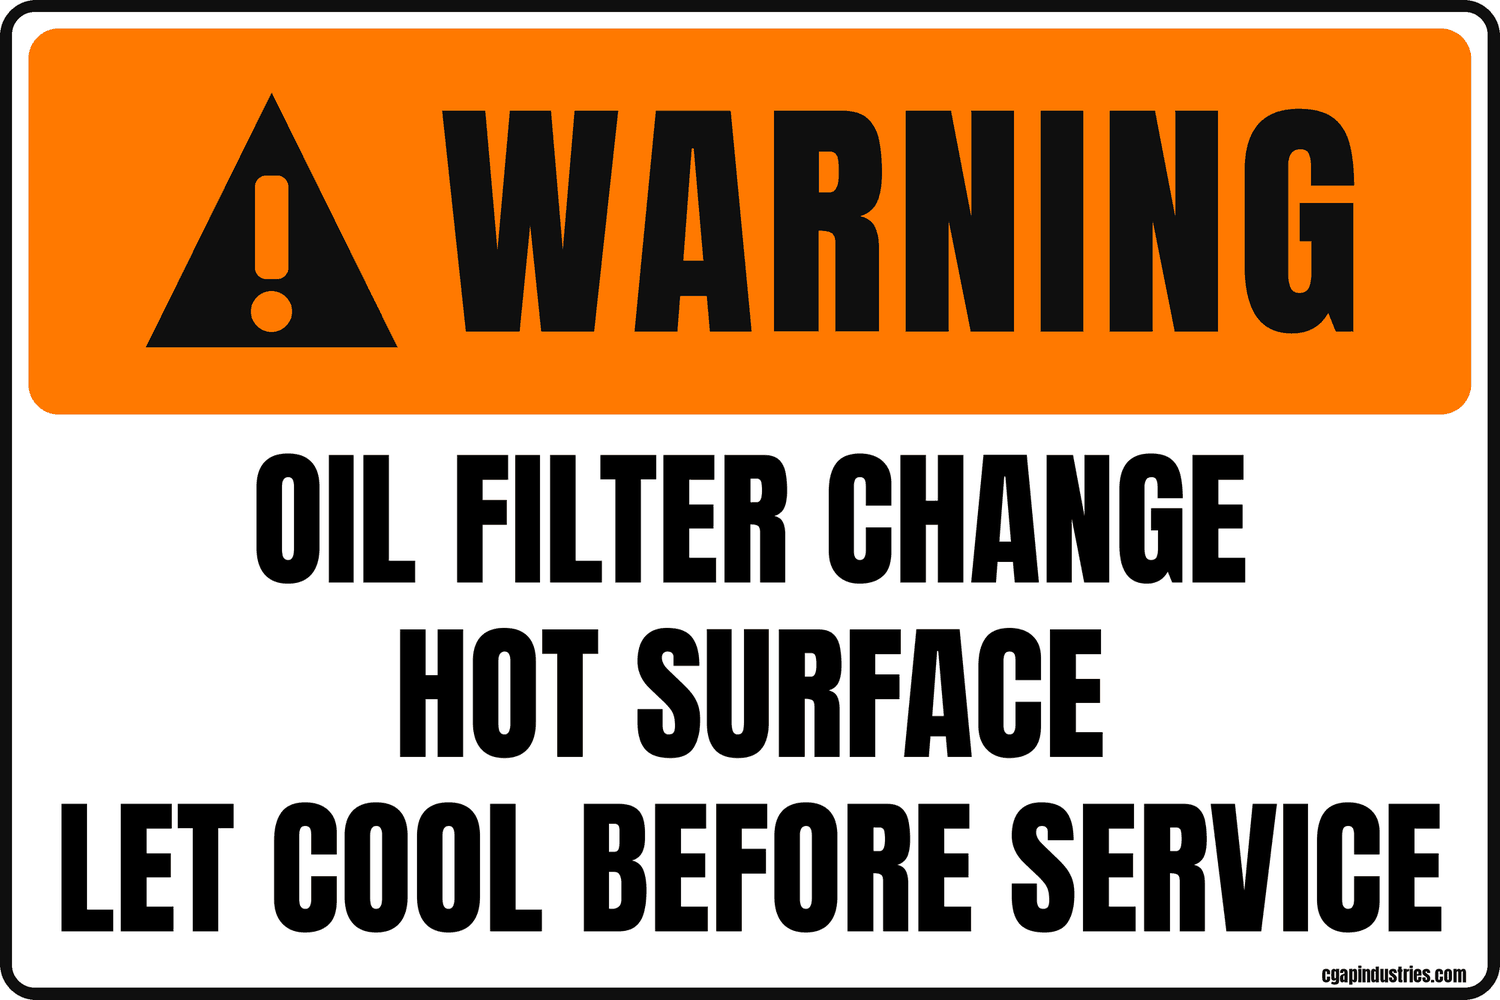 WARNING
OIL FILTER CHANGE
HOT SURFACE
LET COOL BEFORE SERVICE
cgapindustries.com